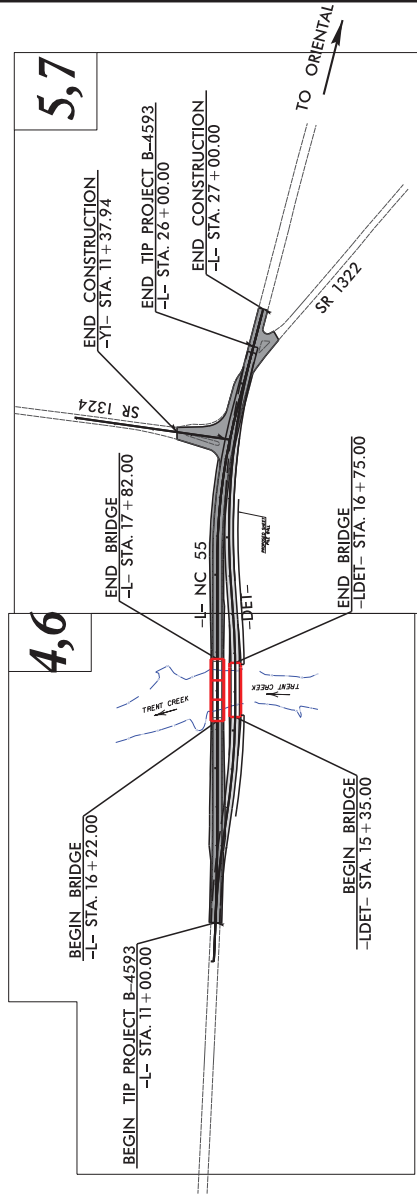 4,6
5,7
BEGIN TIP PROJECT B-4593
-L- STA. 11+00.00
BEGIN BRIDGE
-L- STA. 16+22.00
END BRIDGE
-L- STA. 17+82.00
END CONSTRUCTION
-Y1- STA. 11+37.94
END TIP PROJECT B-4593
-L- STA. 26+00.00
END CONSTRUCTION
-L- STA. 27+00.00
TO ORIENTAL
SR 1324
SR 1322
TRENT CREEK
TRENT CREEK
-L- NC 55
-DET-
BEGIN BRIDGE
-LDET- STA. 15+35.00
END BRIDGE
-LDET- STA. 16+75.00